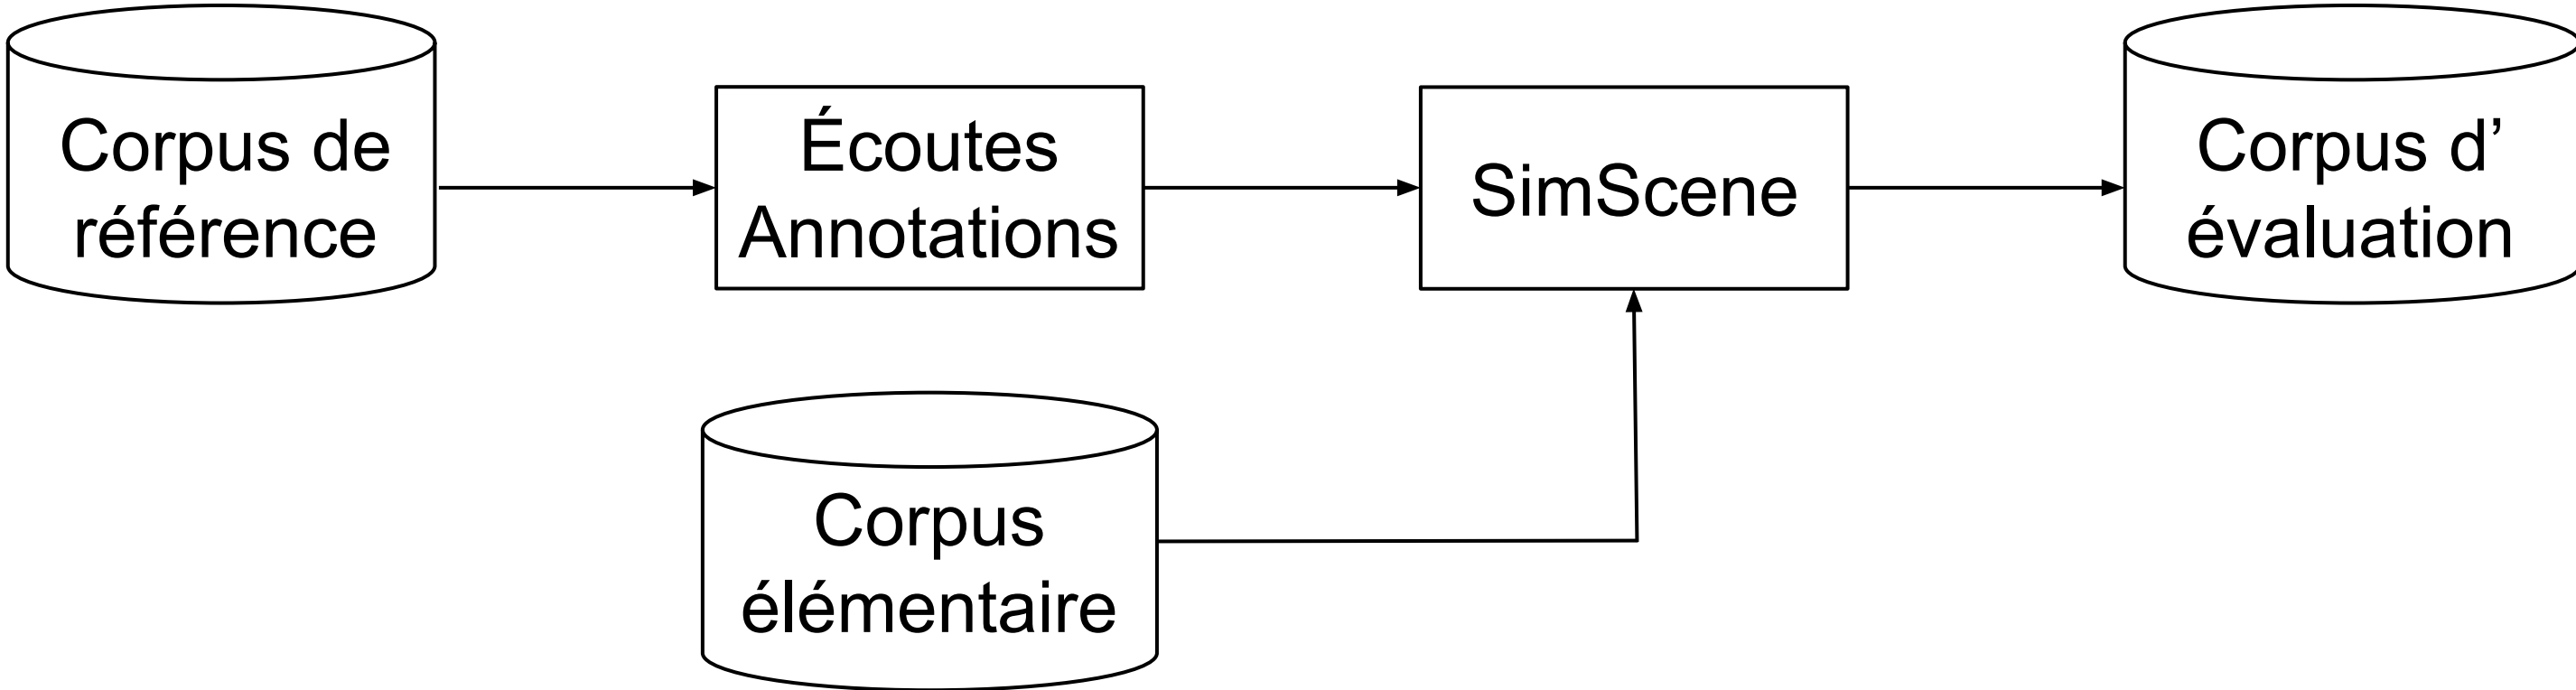 Corpus de
référence
Écoutes
Annotations
SimScene
Corpus d’
évaluation
Corpus
élémentaire